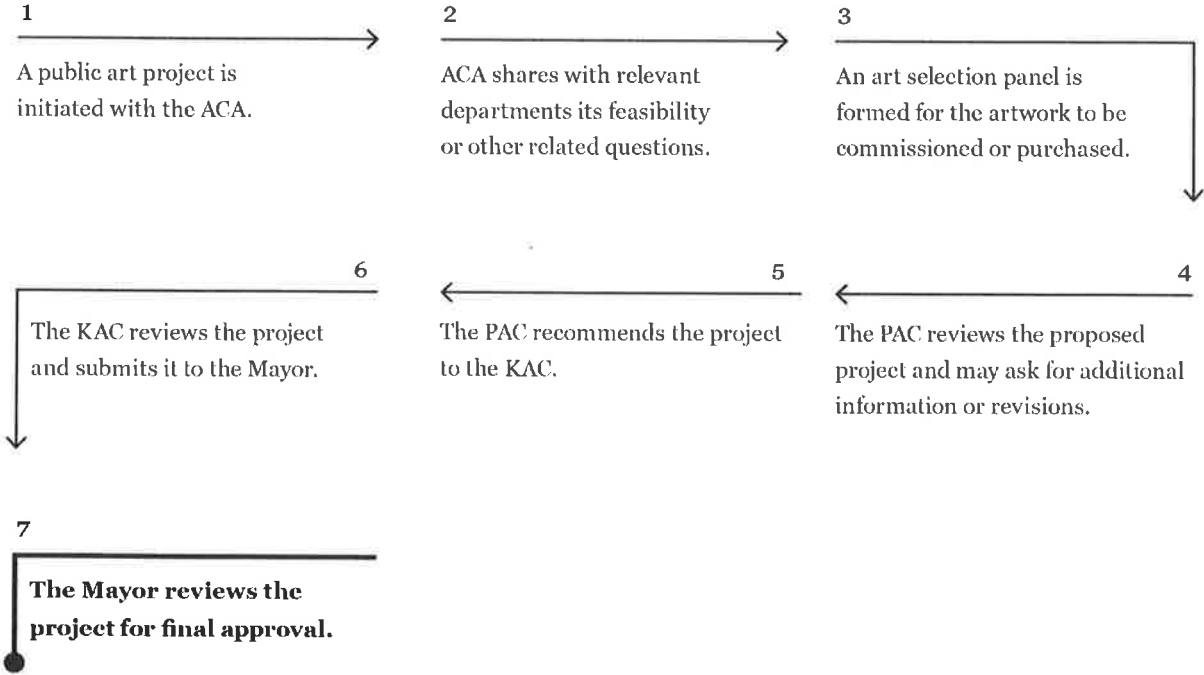 1
A public art project is
initiated with the ACA.
2
ACA shares with relevant
departments its feasibility
or other related questions.
3
An art selection panel is
formed for the artwork to be
commissioned or purchased.
4
The PAC reviews the proposed
project and may ask for additional
information or revisions.
5
The PAC recommends the project
to the KAC.
6
The KAC reviews the project
and submits it to the Mayor.
7
The Mayor reviews the
project for final approval.